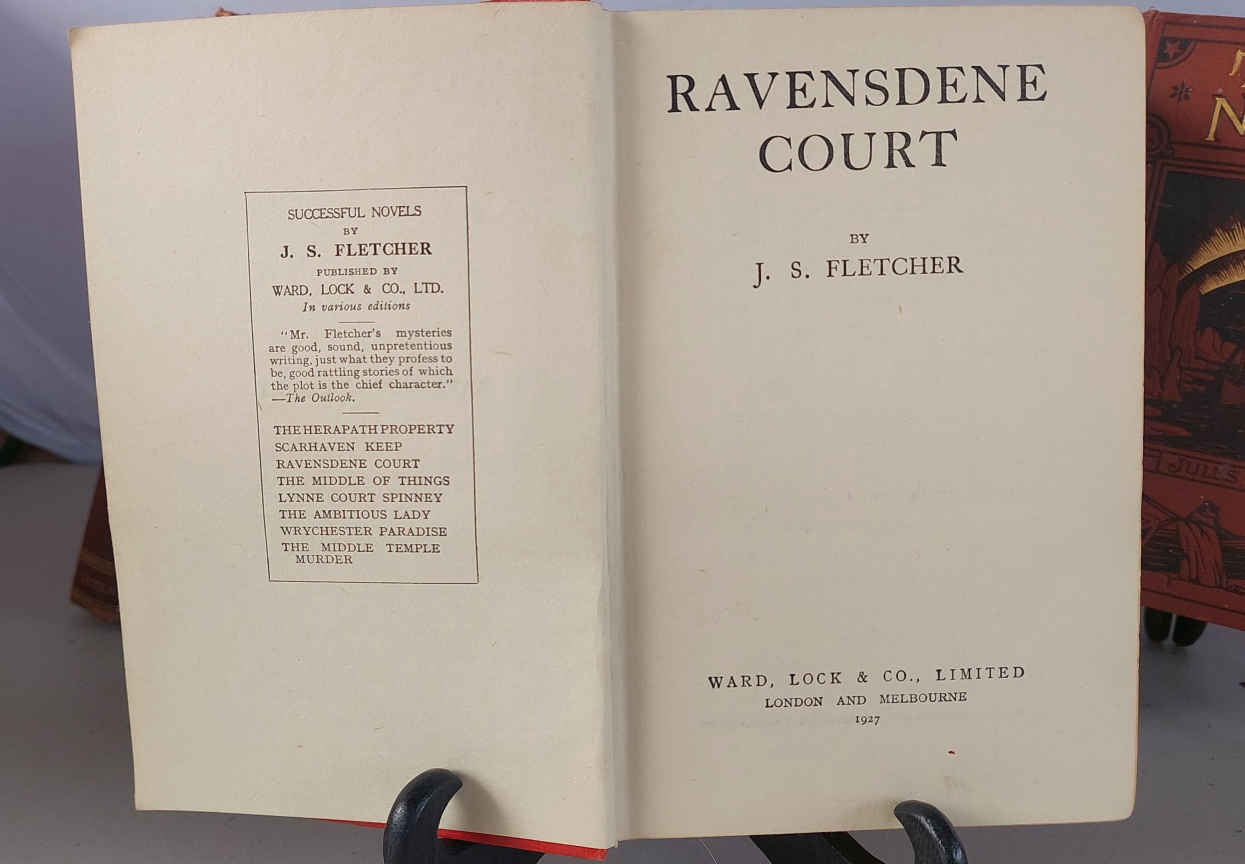 SUCCESSFUL NOVELS
BY
J. S. FLETCHER
PUBLISHED BY
WARD, LOCK & CO., LTD.
In various editions
"Mr. Fletcher's mysteries
are good, sound, unpretentious
writing, just what they profess to
be, good rattling stories of which
the plot is the chief character."
—The Outlook.
THE HERAPATH PROPERTY
SCARHAVEN KEEP
RAVENSDENE COURT
THE MIDDLE OF THINGS
LYNNE COURT SPINNEY
THE AMBITIOUS LADY
WRYCHESTER PARADISE
THE MIDDLE TEMPLE
MURDER
RAVENSDENE
COURT
BY
J. S. FLETCHER
WARD, LOCK & CO., LIMITED
LONDON AND MELBOURNE
1927
JULES